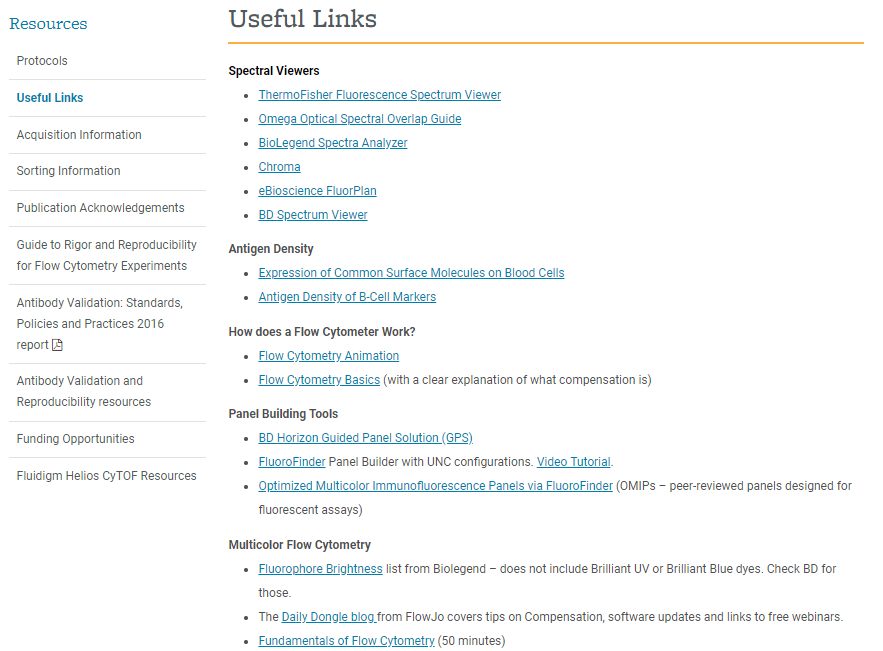 Resources
Protocols
Useful Links
Acquisition Information
Sorting Information
Publication Acknowledgements
Guide to Rigor and Reproducibility
for Flow Cytometry Experiments
Antibody Validation: Standards,
Policies and Practices 2016
report
Antibody Validation and
Reproducibility resources
Funding Opportunities
Fluidigm Helios CyTOF Resources
Useful Links
Spectral Viewers
• ThermoFisher Fluorescence Spectrum Viewer
• Omega Optical Spectral Overlap Guide
• BioLegend Spectra Analyzer
• Chroma
• eBioscience FluorPlan
• BD Spectrum Viewer
Antigen Density
• Expression of Common Surface Molecules on Blood Cells
• Antigen Density of B-Cell Markers
How does a Flow Cytometer Work?
• Flow Cytometry Animation
• Flow Cytometry Basics (with a clear explanation of what compensation is)
Panel Building Tools
• BD Horizon Guided Panel Solution (GPS)
• FluoroFinder Panel Builder with UNC configurations. Video Tutorial.
• Optimized Multicolor Immunofluorescence Panels via FluoroFinder (OMIPs – peer-reviewed panels designed for
fluorescent assays)
Multicolor Flow Cytometry
• Fluorophore Brightness list from Biolegend – does not include Brilliant UV or Brilliant Blue dyes. Check BD for
those.
• The Daily Dongle blog from FlowJo covers tips on Compensation, software updates and links to free webinars.
• Fundamentals of Flow Cytometry (50 minutes)